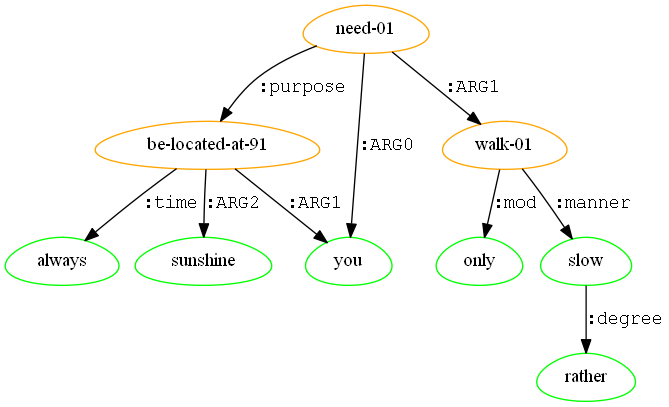 need-01
:purpose
:ARG1
:ARG0
be-located-at-91
walk-01
:time
:ARG2
:ARG1
:mod
:manner
always
sunshine
you
only
slow
:degree
rather